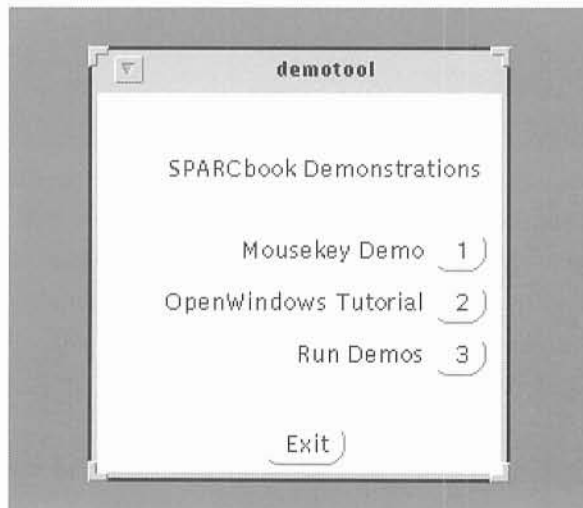 demotool
SPARCbook Demonstrations
Mousekey Demo 1
OpenWindows Tutorial 2
Run Demos 3
Exit